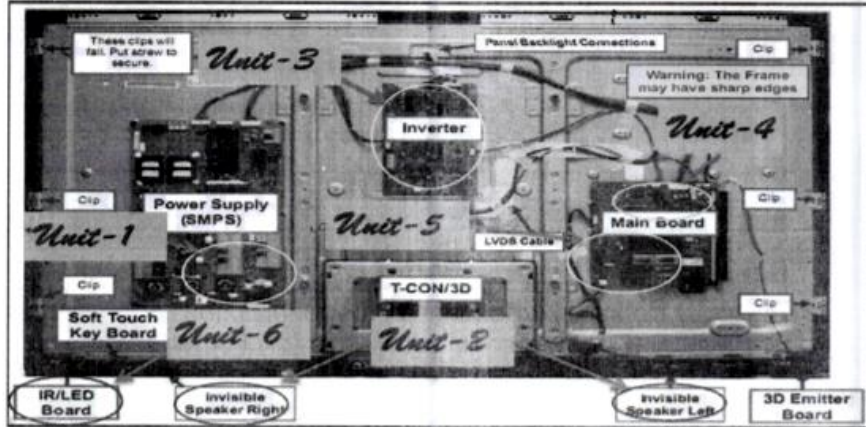 These clips will
fall. Put screw to
secure.
Unit-3
Panel Backlight Connections
Clip
Warning: The Frame
may have sharp edges
Inverter
Unit-4
Clip
Power Supply
(SMPS)
Unit-1
Unit-5
LVDS Cable
Main Board
Clip
Clip
T-CON/3D
Clip
Soft Touch
Key Board
Unit-6
Unit-2
IR/LED
Board
Invisible
Speaker Right
Invisible
Speaker Left
3D Emitter
Board